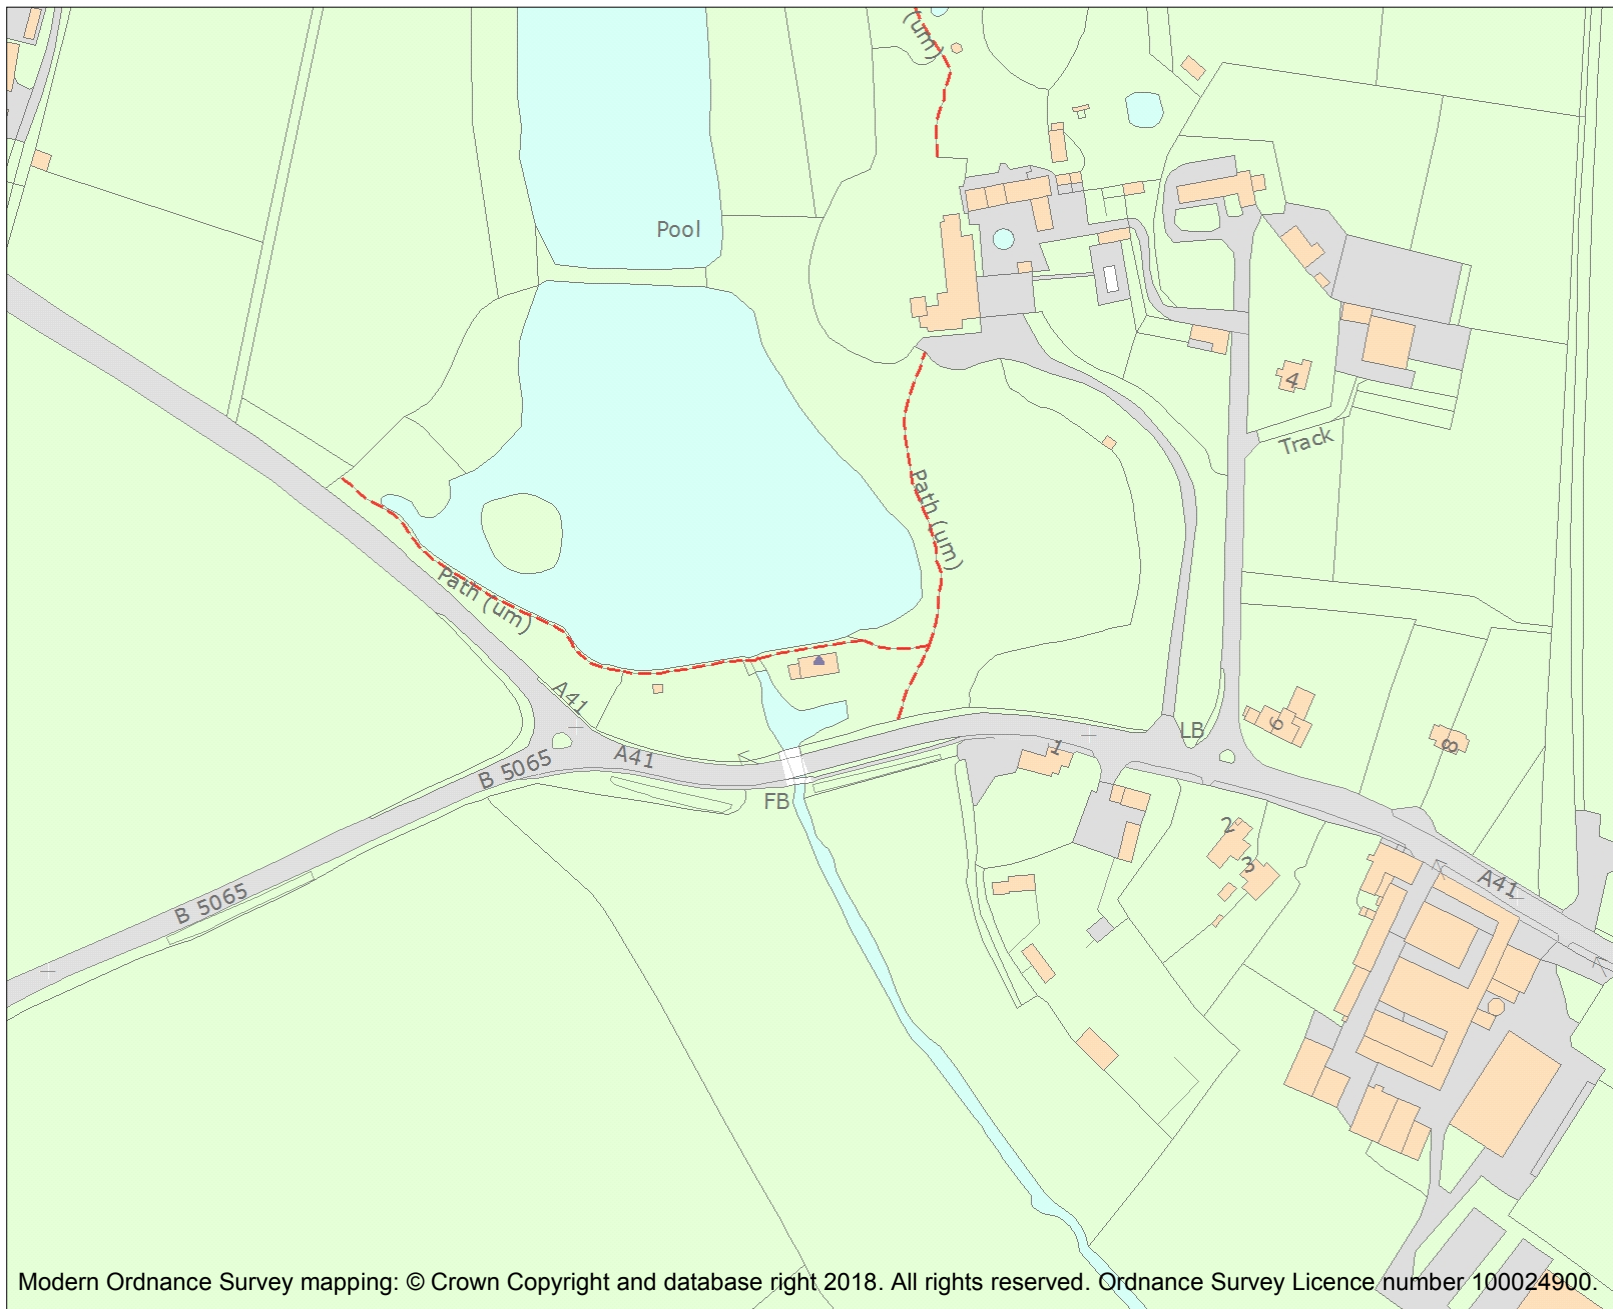 (um)
Pool
4
Track
Path (um)
Path (um)
A41
LB
6
8
1
A41
B 5065
FB
2
3
A41
B 5065
Modern Ordnance Survey mapping: © Crown Copyright and database right 2018. All rights reserved. Ordnance Survey Licence number 100024900.